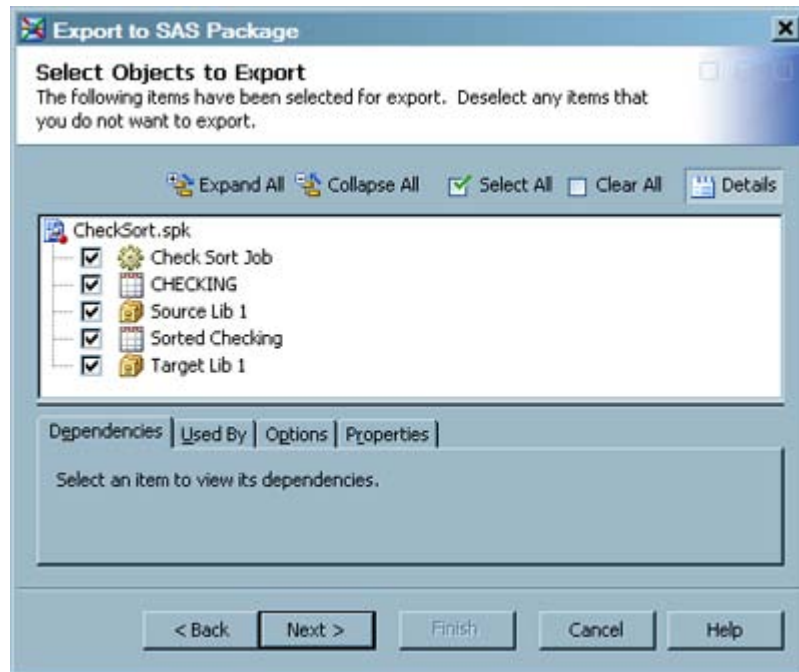 Export to SAS Package
Select Objects to Export
The following items have been selected for export. Deselect any items that
you do not want to export.
Expand All Collapse All Select All Clear All Details
CheckSort.spk
Check Sort Job
CHECKING
Source Lib 1
Sorted Checking
Target Lib 1
Dependencies Used By Options Properties
Select an item to view its dependencies.
< Back Next > Finish Cancel Help